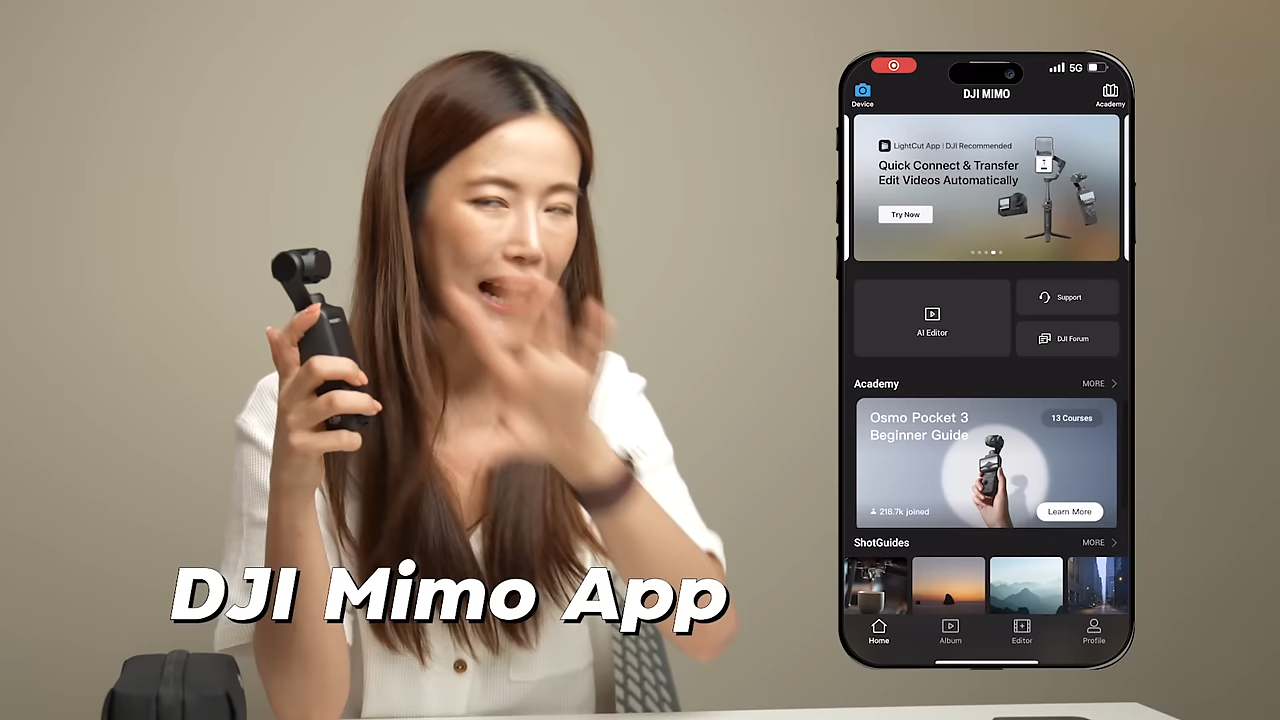 5G
DJI MIMO
Device
Academy
LightCut App | DJI Recommended
Quick Connect & Transfer
Edit Videos Automatically
Try Now
AI Editor
Support
DJI Forum
Academy
MORE
Osmo Pocket 3
Beginner Guide
13 Courses
218.7k joined
Learn More
ShotGuides
MORE
Home
Album
Editor
Profile
DJI Mimo App